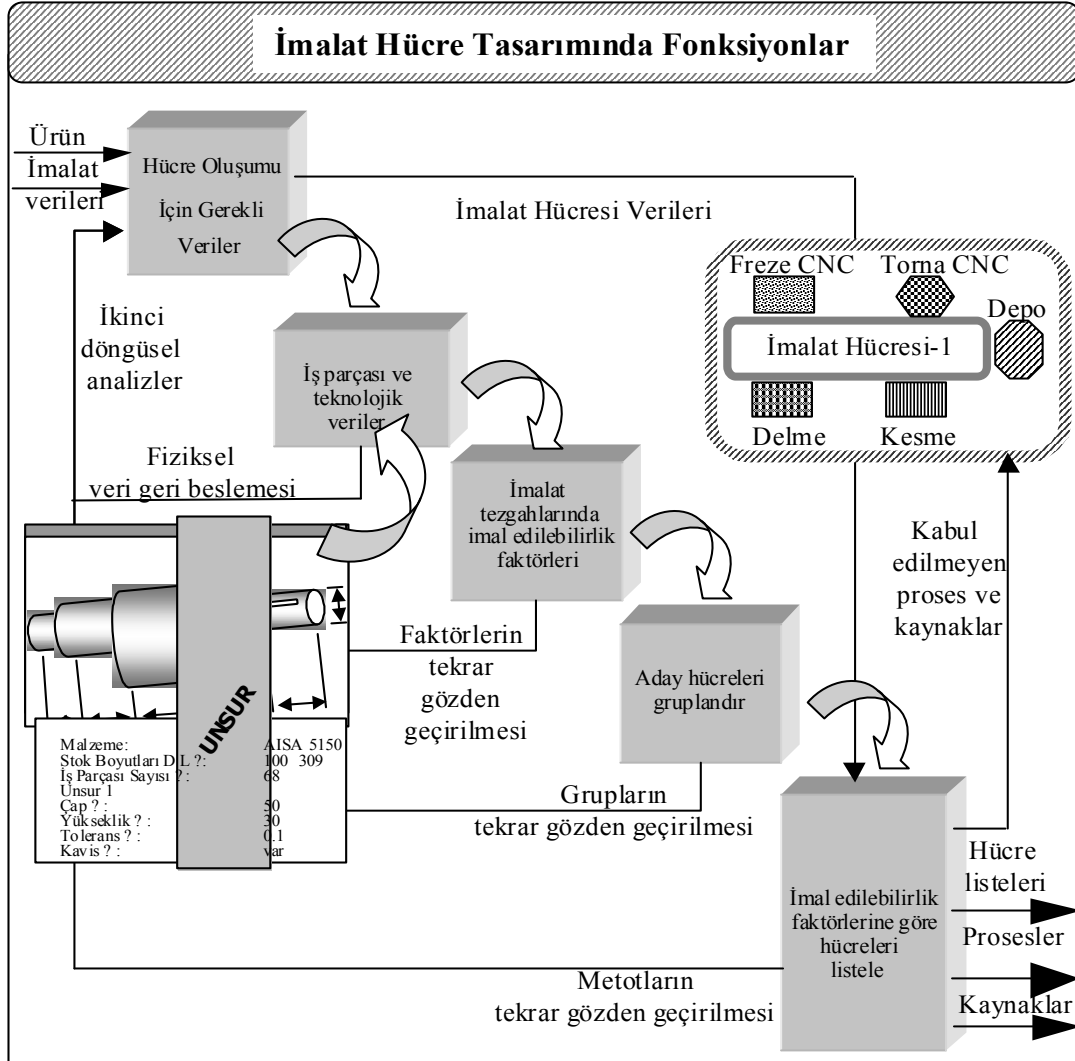 İmalat Hücre Tasarımında Fonksiyonlar
Ürün
İmalat
verileri
Hücre Oluşumu
İçin Gerekli
Veriler
İmalat Hücresi Verileri
Freze CNC
Torna CNC
Depo
İmalat Hücresi-1
Delme
Kesme
İkinci
döngüsel
analizler
İş parçası ve
teknolojik
veriler
Fiziksel
veri geri beslemesi
İmalat
tezgahlarında
imal edilebilirlik
faktörleri
Kabul
edilmeyen
proses ve
kaynaklar
Faktörlerin
tekrar
gözden
geçirilmesi
Aday hücreleri
gruplandır
UNSUR
Malzeme: AISA 5150
Stok Boyutları D L ?: 100 309
İş Parçası Sayısı ? : 68
Unsur 1
Çap ? : 50
Yükseklik ? : 30
Tolerans ? : 0.1
Kavis ? : var
Grupların
tekrar gözden geçirilmesi
İmal edilebilirlik
faktörlerine göre
hücreleri
listele
Hücre
listeleri
Prosesler
Kaynaklar
Metotların
tekrar gözden geçirilmesi